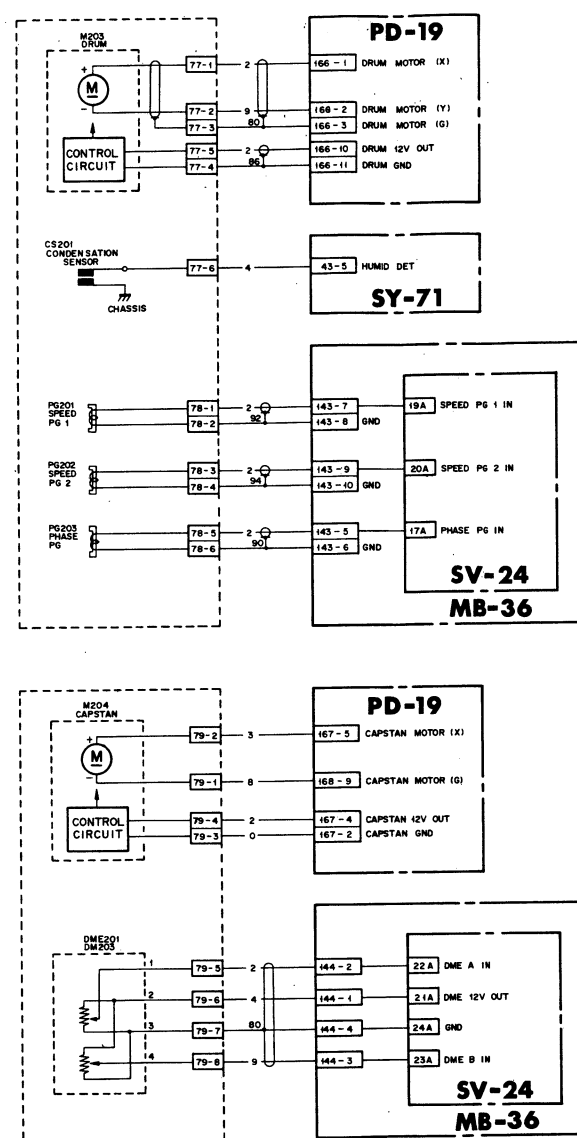 PD-19
M203
DRUM
+
M
-
CONTROL
CIRCUIT
77-1 2 166-1 DRUM MOTOR (X)
77-2 9 166-2 DRUM MOTOR (Y)
77-3 80 166-3 DRUM MOTOR (G)
77-5 2 166-10 DRUM 12V OUT
77-4 86 166-11 DRUM GND
CS201
CONDENSATION
SENSOR
CHASSIS
77-6 4 43-5 HUMID DET
SY-71
PG201
SPEED
PG 1
78-1 2 143-7 19A SPEED PG 1 IN
78-2 92 143-8 GND
PG202
SPEED
PG 2
78-3 2 143-9 20A SPEED PG 2 IN
78-4 94 143-10 GND
PG203
PHASE
PG
78-5 2 143-5 17A PHASE PG IN
78-6 90 143-6 GND
SV-24
MB-36
PD-19
M204
CAPSTAN
+
M
-
CONTROL
CIRCUIT
79-2 3 167-5 CAPSTAN MOTOR (X)
79-1 8 168-9 CAPSTAN MOTOR (G)
79-4 2 167-4 CAPSTAN 12V OUT
79-3 0 167-2 CAPSTAN GND
DME201
DM203
1 79-5 2 144-2 22A DME A IN
2 79-6 4 144-1 21A DME 12V OUT
3 79-7 80 144-4 24A GND
4 79-8 9 144-3 23A DME B IN
SV-24
MB-36